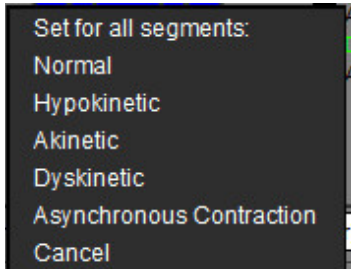 Set for all segments:
Normal
Hypokinetic
Akinetic
Dyskinetic
Asynchronous Contraction
Cancel